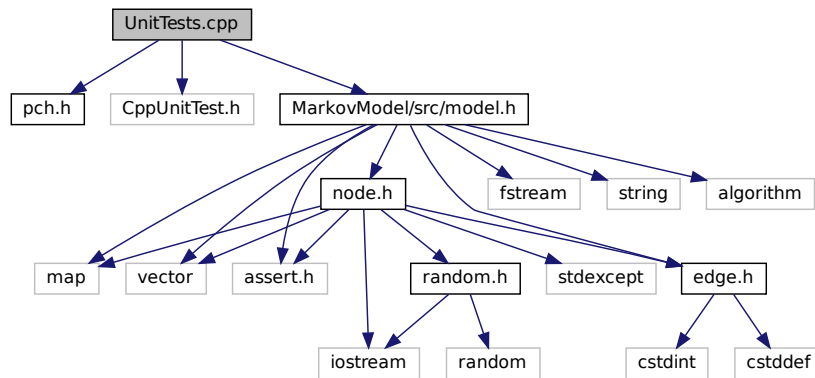 UnitTests.cpp
pch.h
CppUnitTest.h
MarkovModel/src/model.h
node.h
fstream
string
algorithm
map
vector
assert.h
random.h
stdexcept
edge.h
iostream
random
cstdint
cstddef